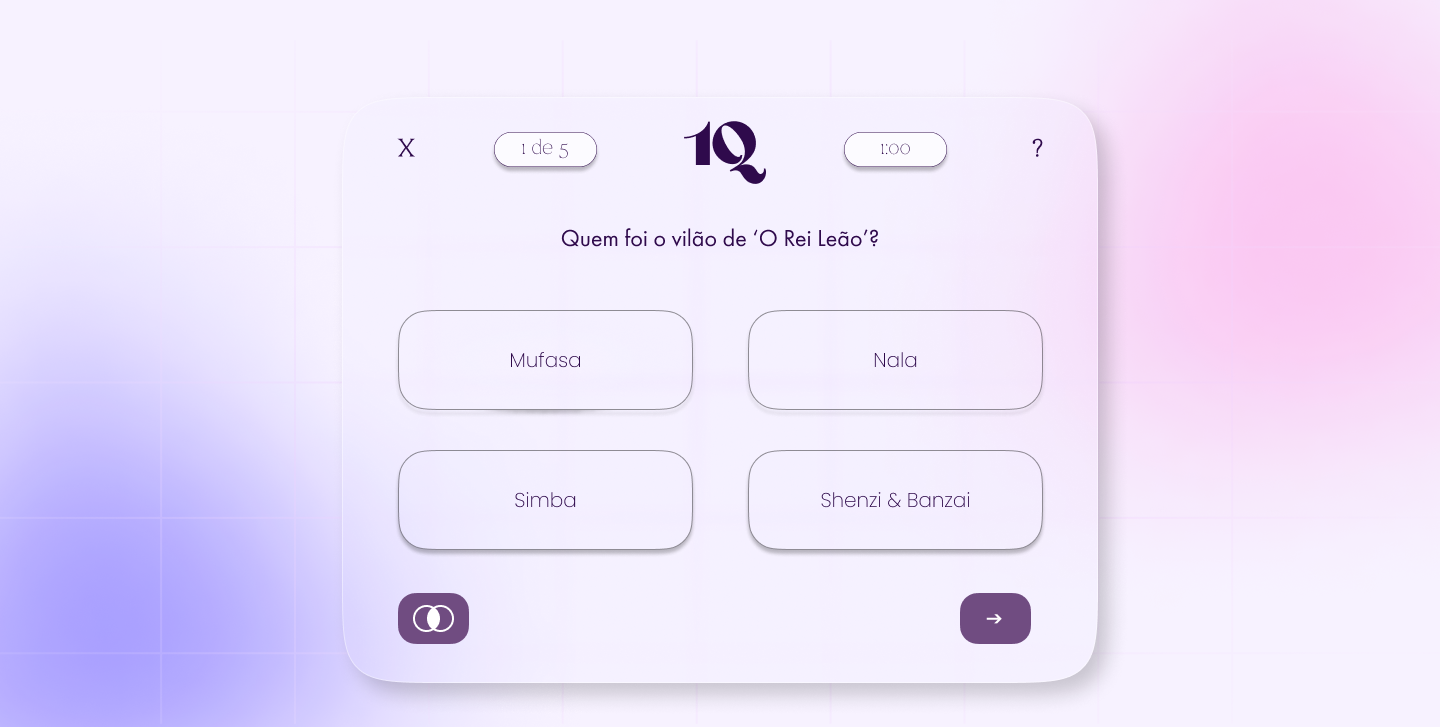 X
1 de 5
1Q
1:00
?
Quem foi o vilão de ‘O Rei Leão’?
Mufasa
Nala
Simba
Shenzi & Banzai
→